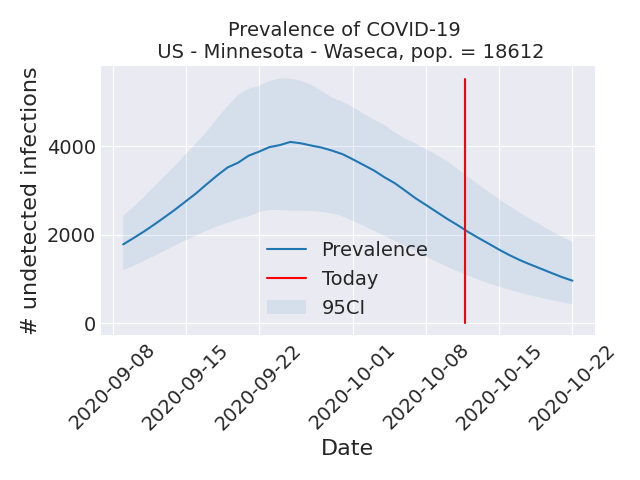 Prevalence of COVID-19
US - Minnesota - Waseca, pop. = 18612
# undetected infections
4000
2000
0
Prevalence
Today
95CI
2020-09-08
2020-09-15
2020-09-22
2020-10-01
2020-10-08
2020-10-15
2020-10-22
Date